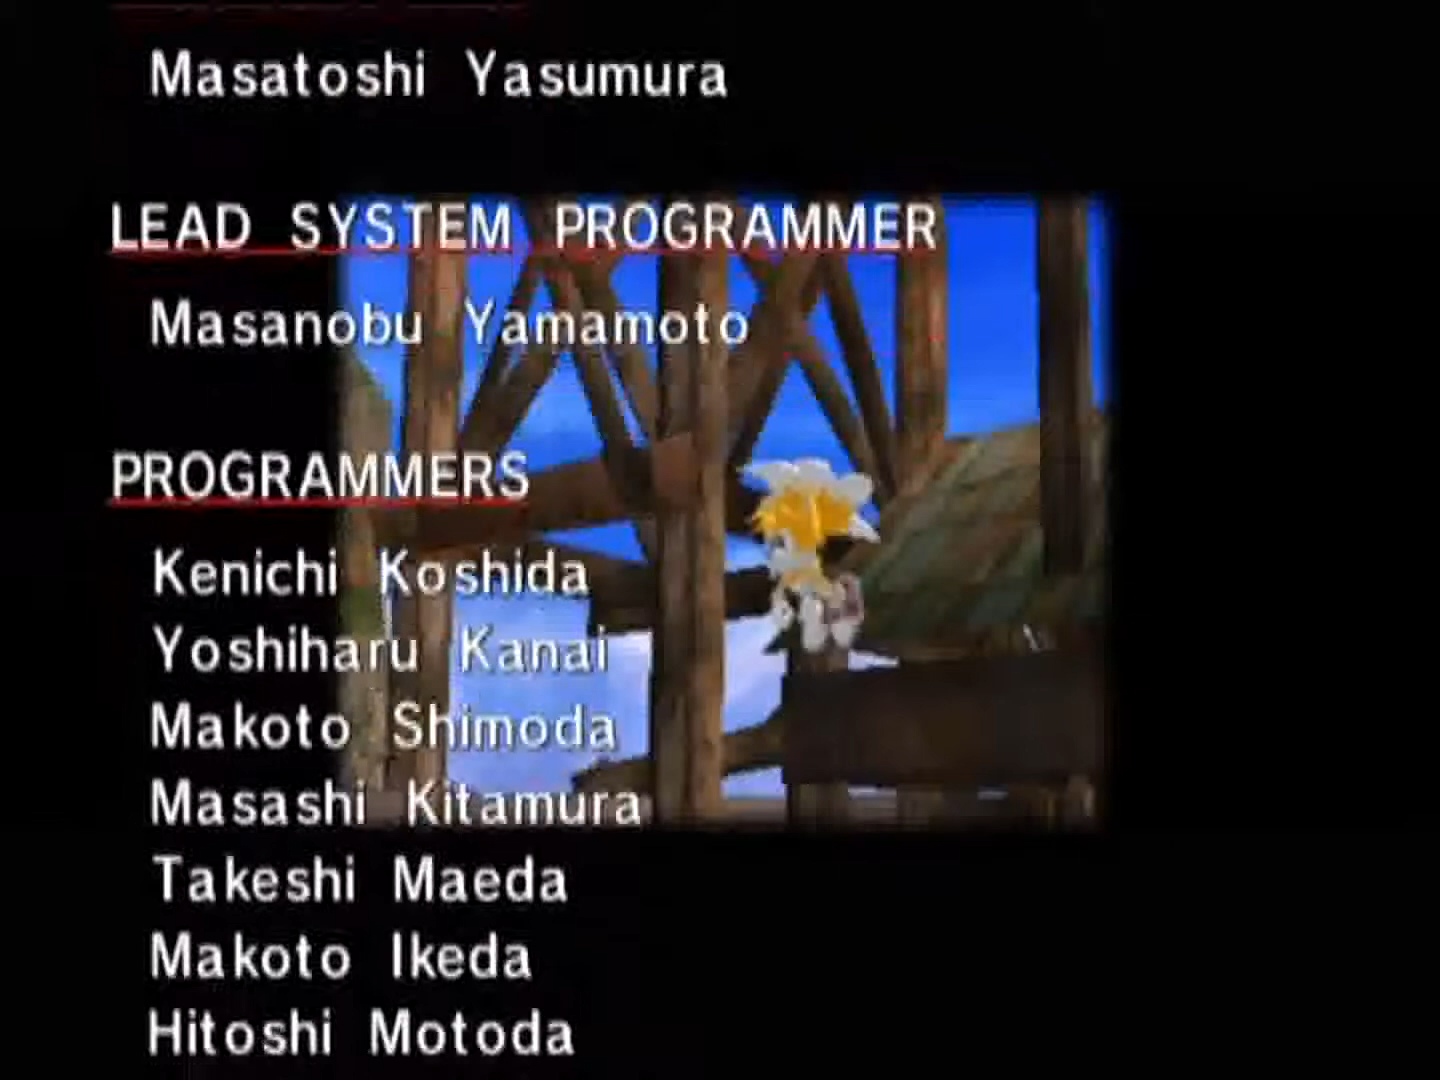 Masatoshi Yasumura
LEAD SYSTEM PROGRAMMER
Masanobu Yamamoto
PROGRAMMERS
Kenichi Koshida
Yoshiharu Kanai
Makoto Shimoda
Masashi Kitamura
Takeshi Maeda
Makoto Ikeda
Hitoshi Motoda